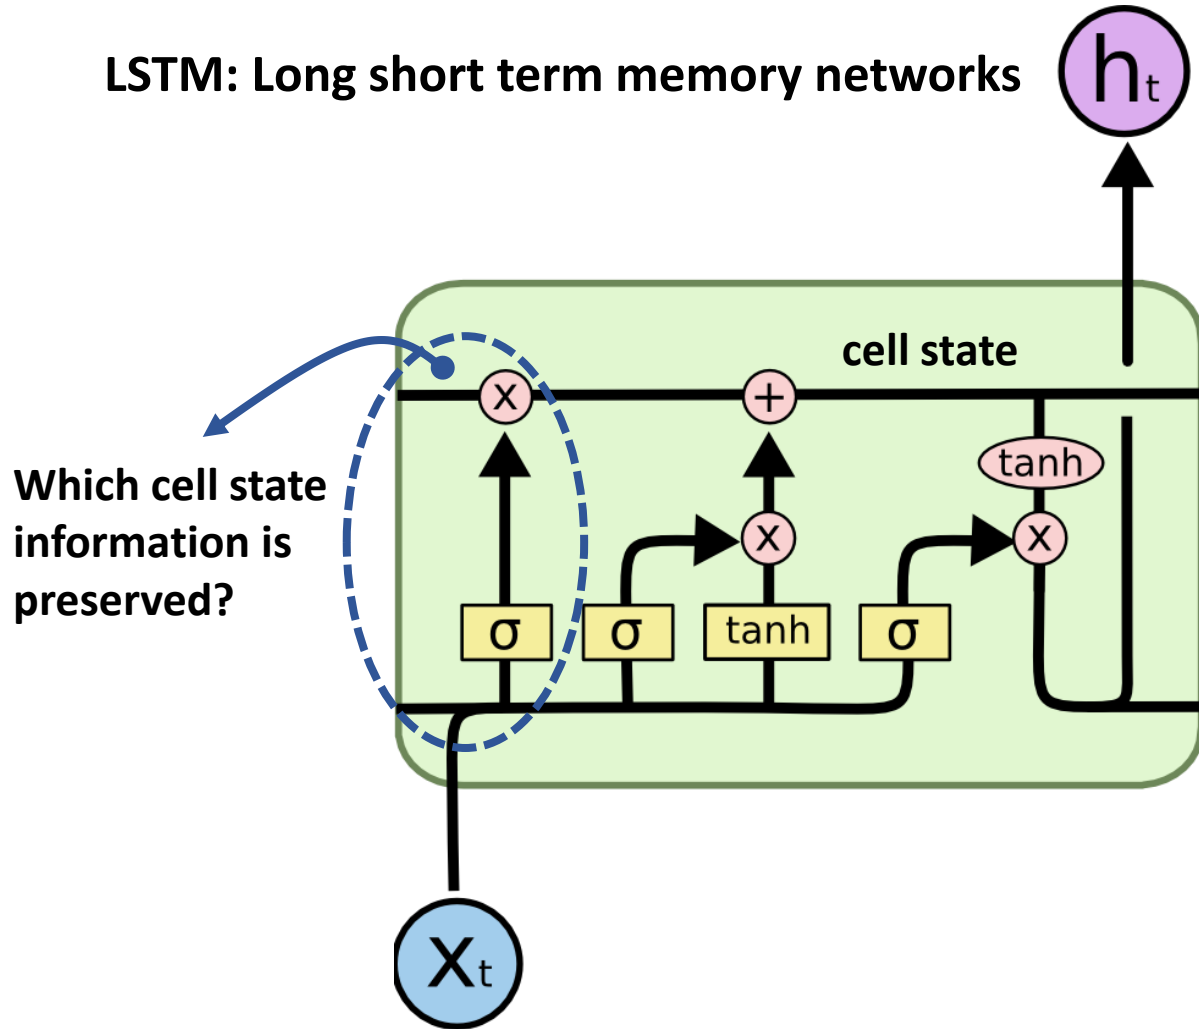 LSTM: Long short term memory networks
ht
cell state
x
+
tanh
Which cell state
information is
preserved?
x
x
σ
σ
tanh
σ
xt